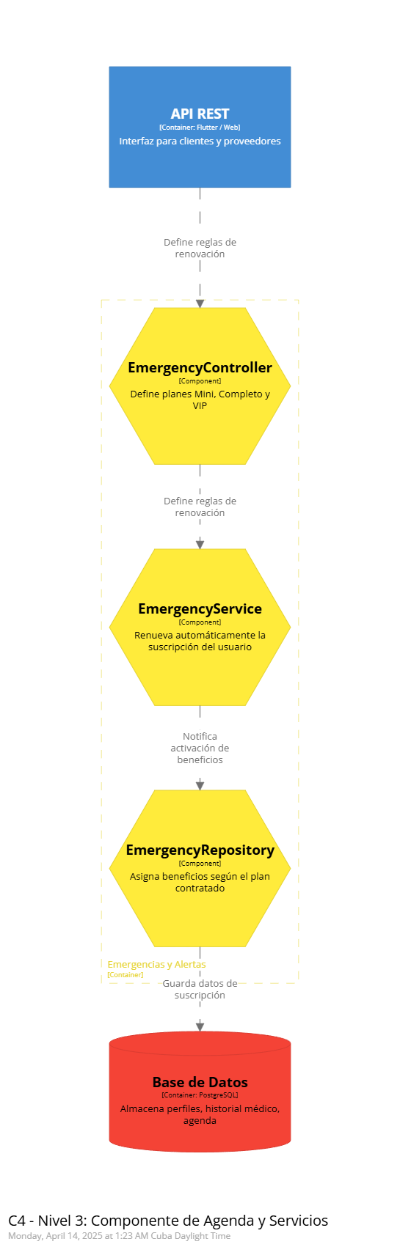 API REST
[Container: Flutter / Web]
Interfaz para clientes y proveedores
Define reglas de
renovación
EmergencyController
[Component]
Define planes Mini, Completo y
VIP
Define reglas de
renovación
EmergencyService
[Component]
Renueva automáticamente la
suscripción del usuario
Notifica
activación de
beneficios
EmergencyRepository
[Component]
Asigna beneficios según el plan
contratado
Emergencias y Alertas
[Container]
Guarda datos de
suscripción
Base de Datos
[Container: PostgreSQL]
Almacena perfiles, historial médico,
agenda
C4 - Nivel 3: Componente de Agenda y Servicios
Monday, April 14, 2025 at 1:23 AM Cuba Daylight Time